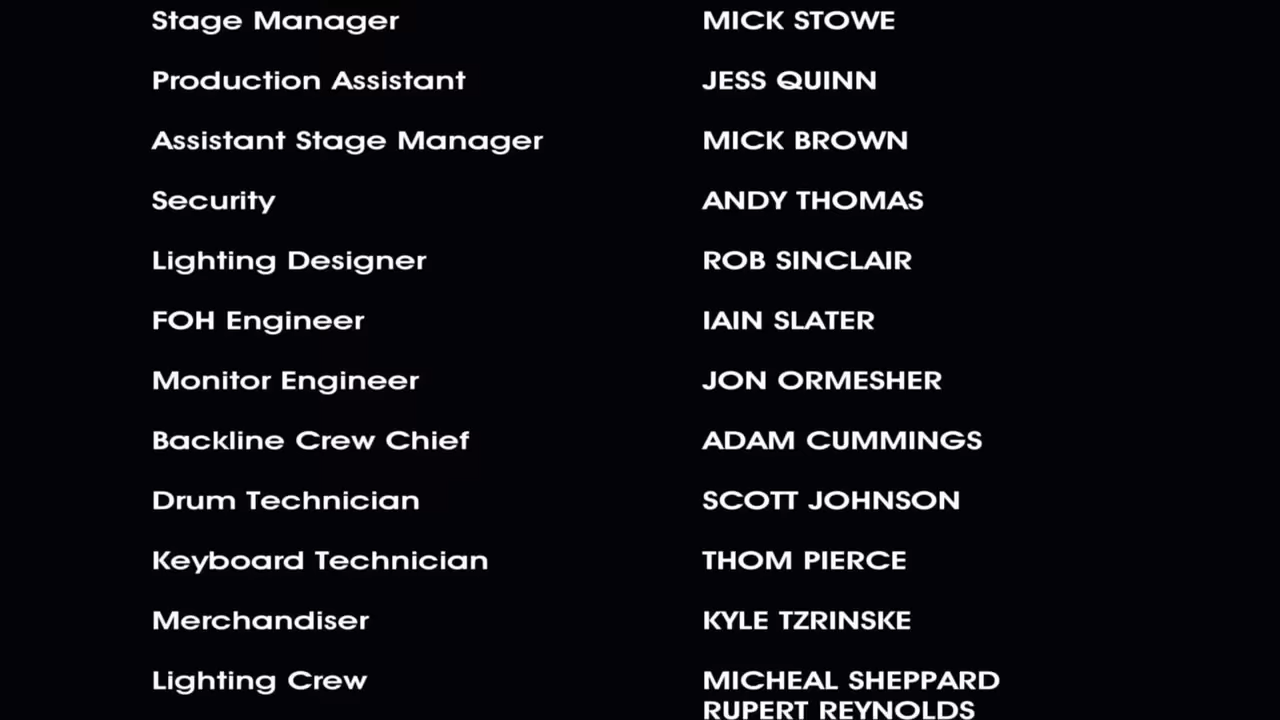 Stage Manager MICK STOWE
Production Assistant JESS QUINN
Assistant Stage Manager MICK BROWN
Security ANDY THOMAS
Lighting Designer ROB SINCLAIR
FOH Engineer IAIN SLATER
Monitor Engineer JON ORMESHER
Backline Crew Chief ADAM CUMMINGS
Drum Technician SCOTT JOHNSON
Keyboard Technician THOM PIERCE
Merchandiser KYLE TZRINSKE
Lighting Crew MICHEAL SHEPPARD
RUPERT REYNOLDS